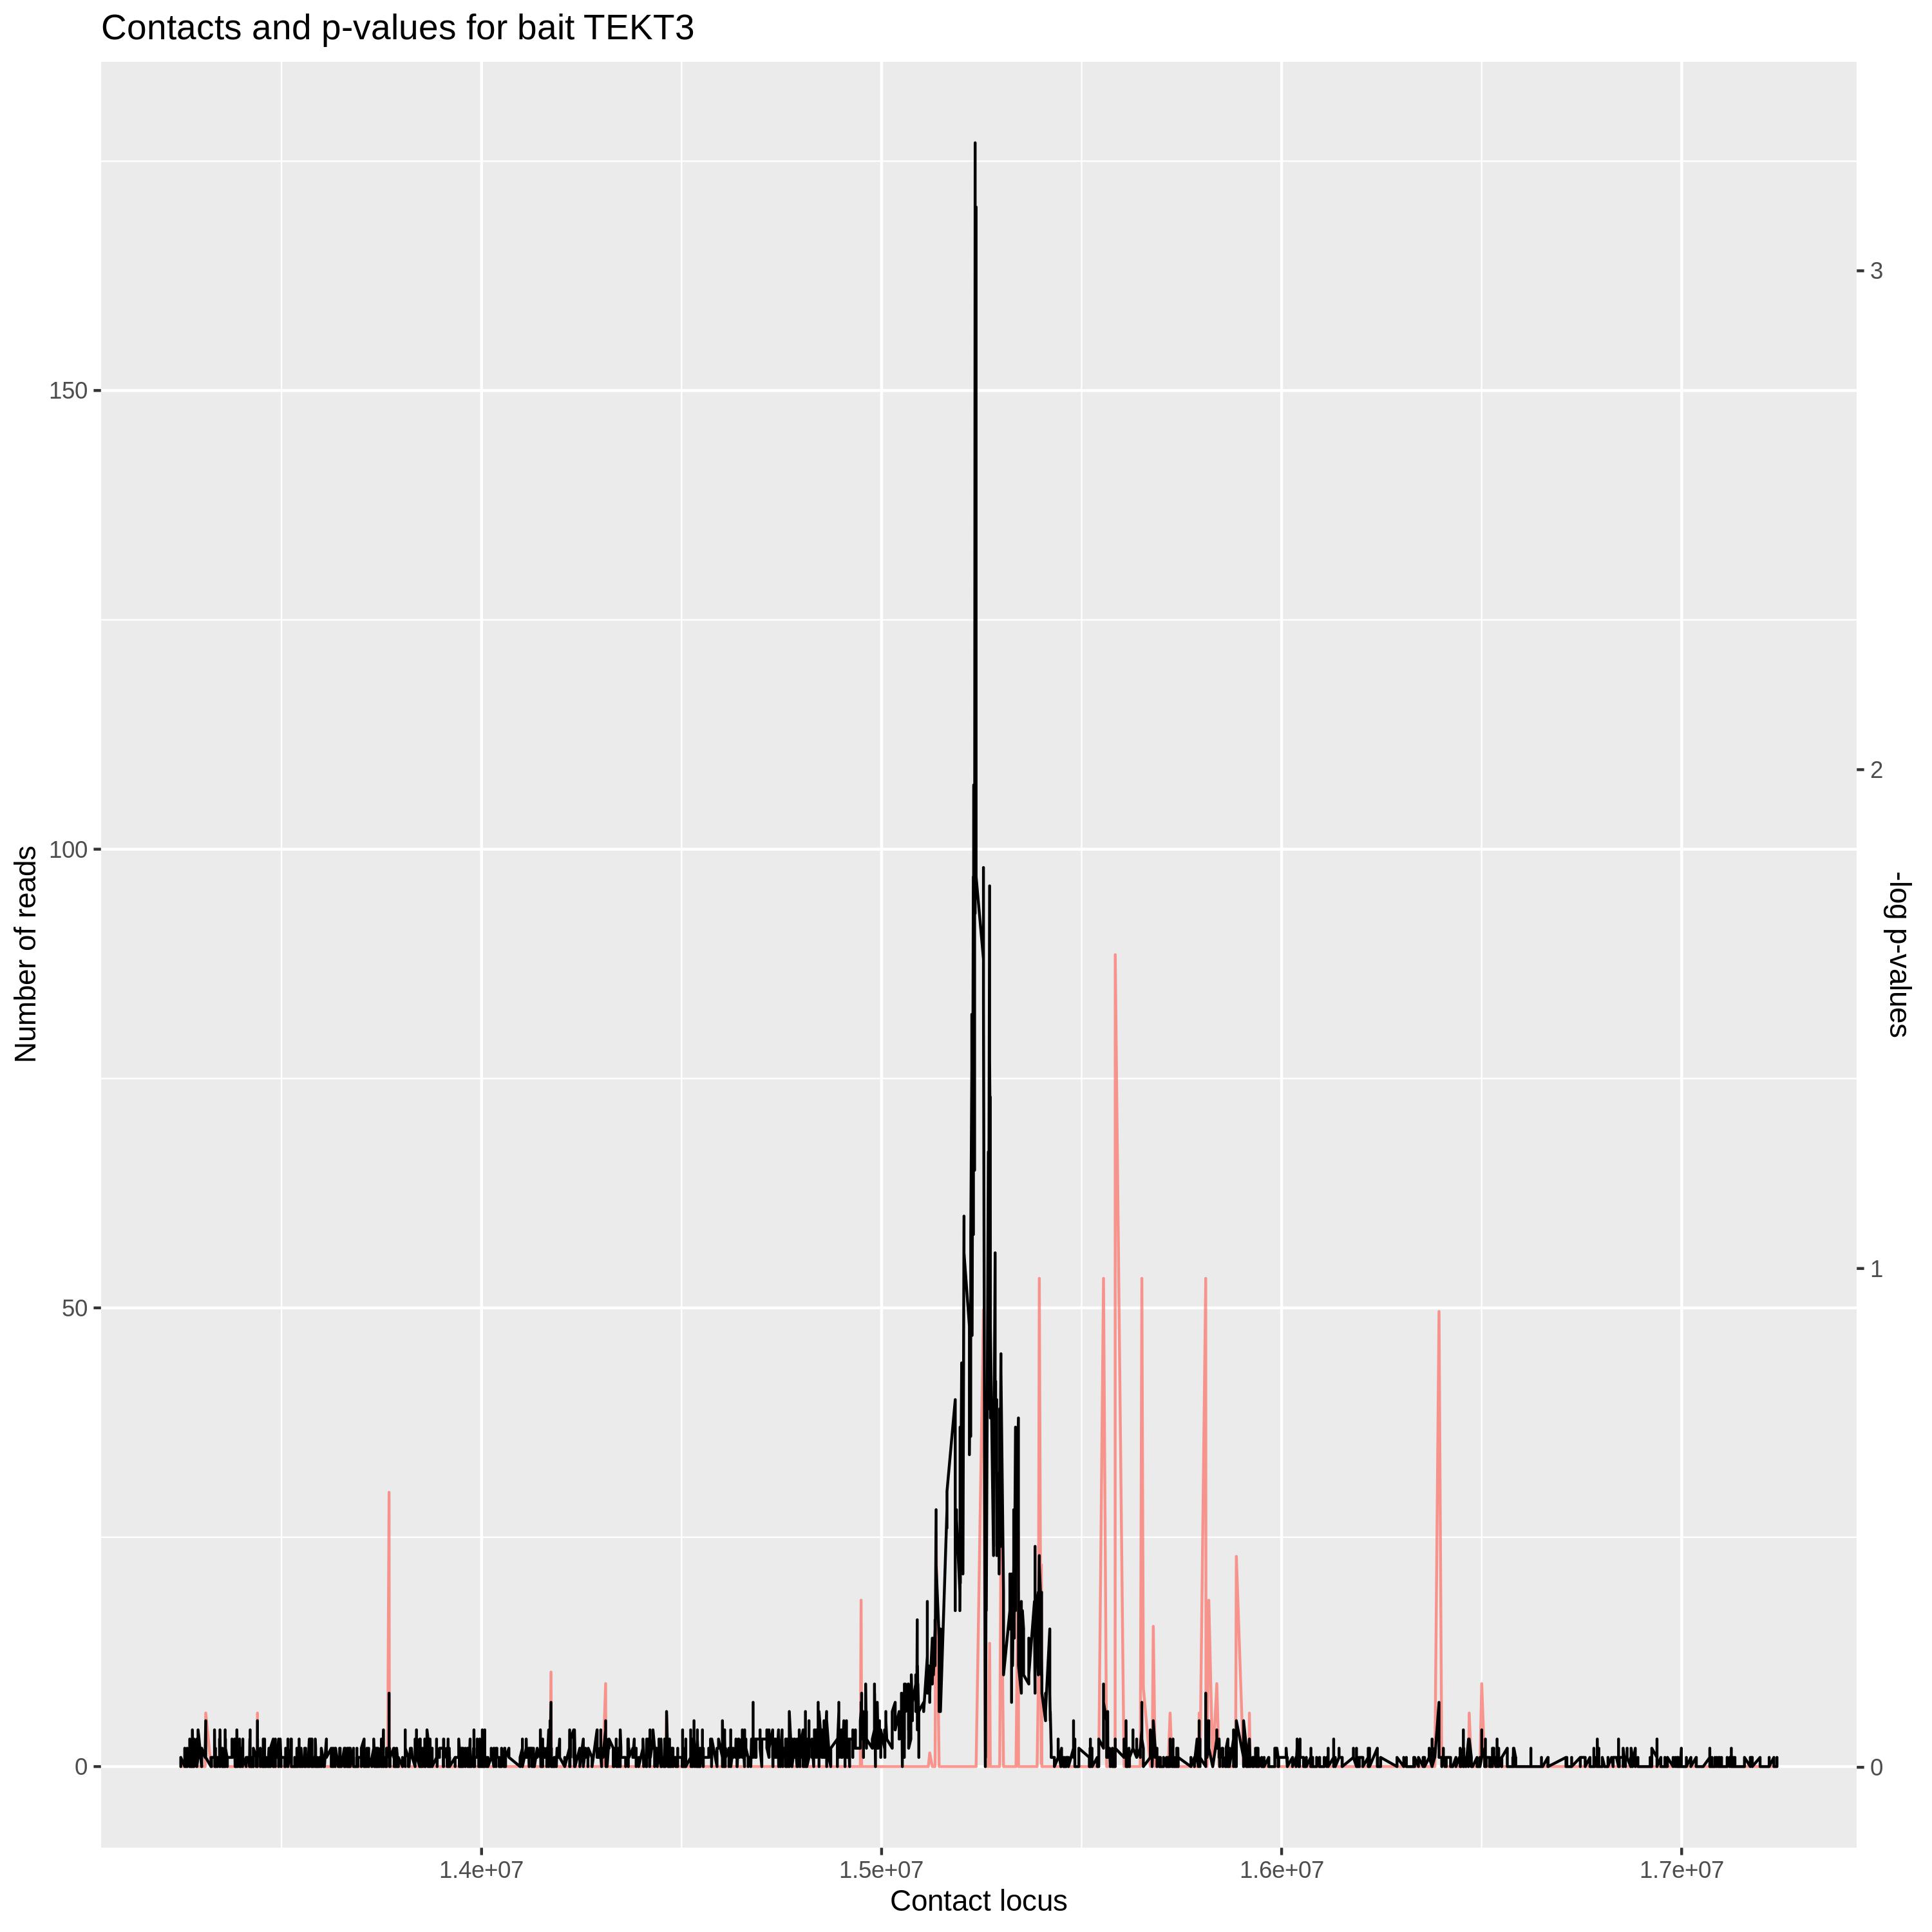 Contacts and p-values for bait TEKT3
Number of reads
150
100
50
0
3
2
1
0
-log p-values
1.4e+07
1.5e+07
1.6e+07
1.7e+07
Contact locus